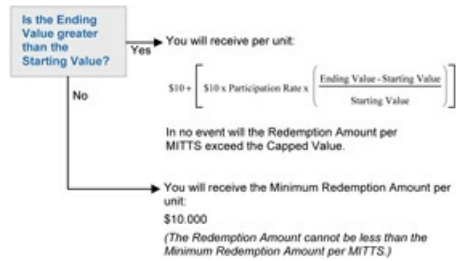 Is the Ending
Value greater
than the
Starting Value?
Yes
You will receive per unit:
$10 + [ $10 x Participation Rate x ( Ending Value - Starting Value
Starting Value ) ]
In no event will the Redemption Amount per
MITTS exceed the Capped Value.
No
You will receive the Minimum Redemption Amount per
unit:
$10.000
(The Redemption Amount cannot be less than the
Minimum Redemption Amount per MITTS.)